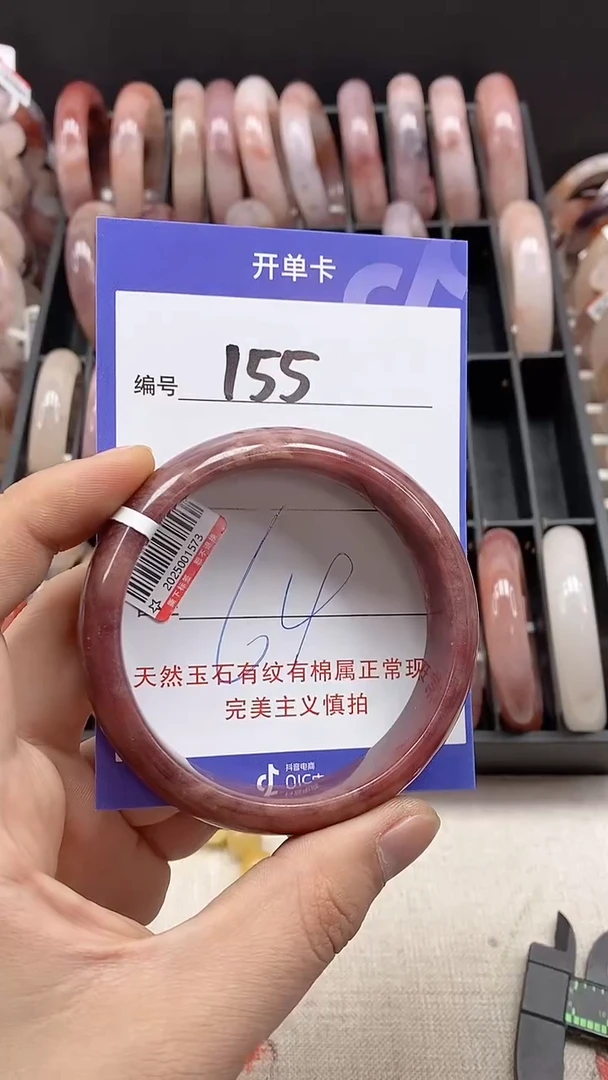 开单卡
编号 155
2025001573
64
天然玉石有纹有棉属正常现
完美主义慎拍
抖音电商